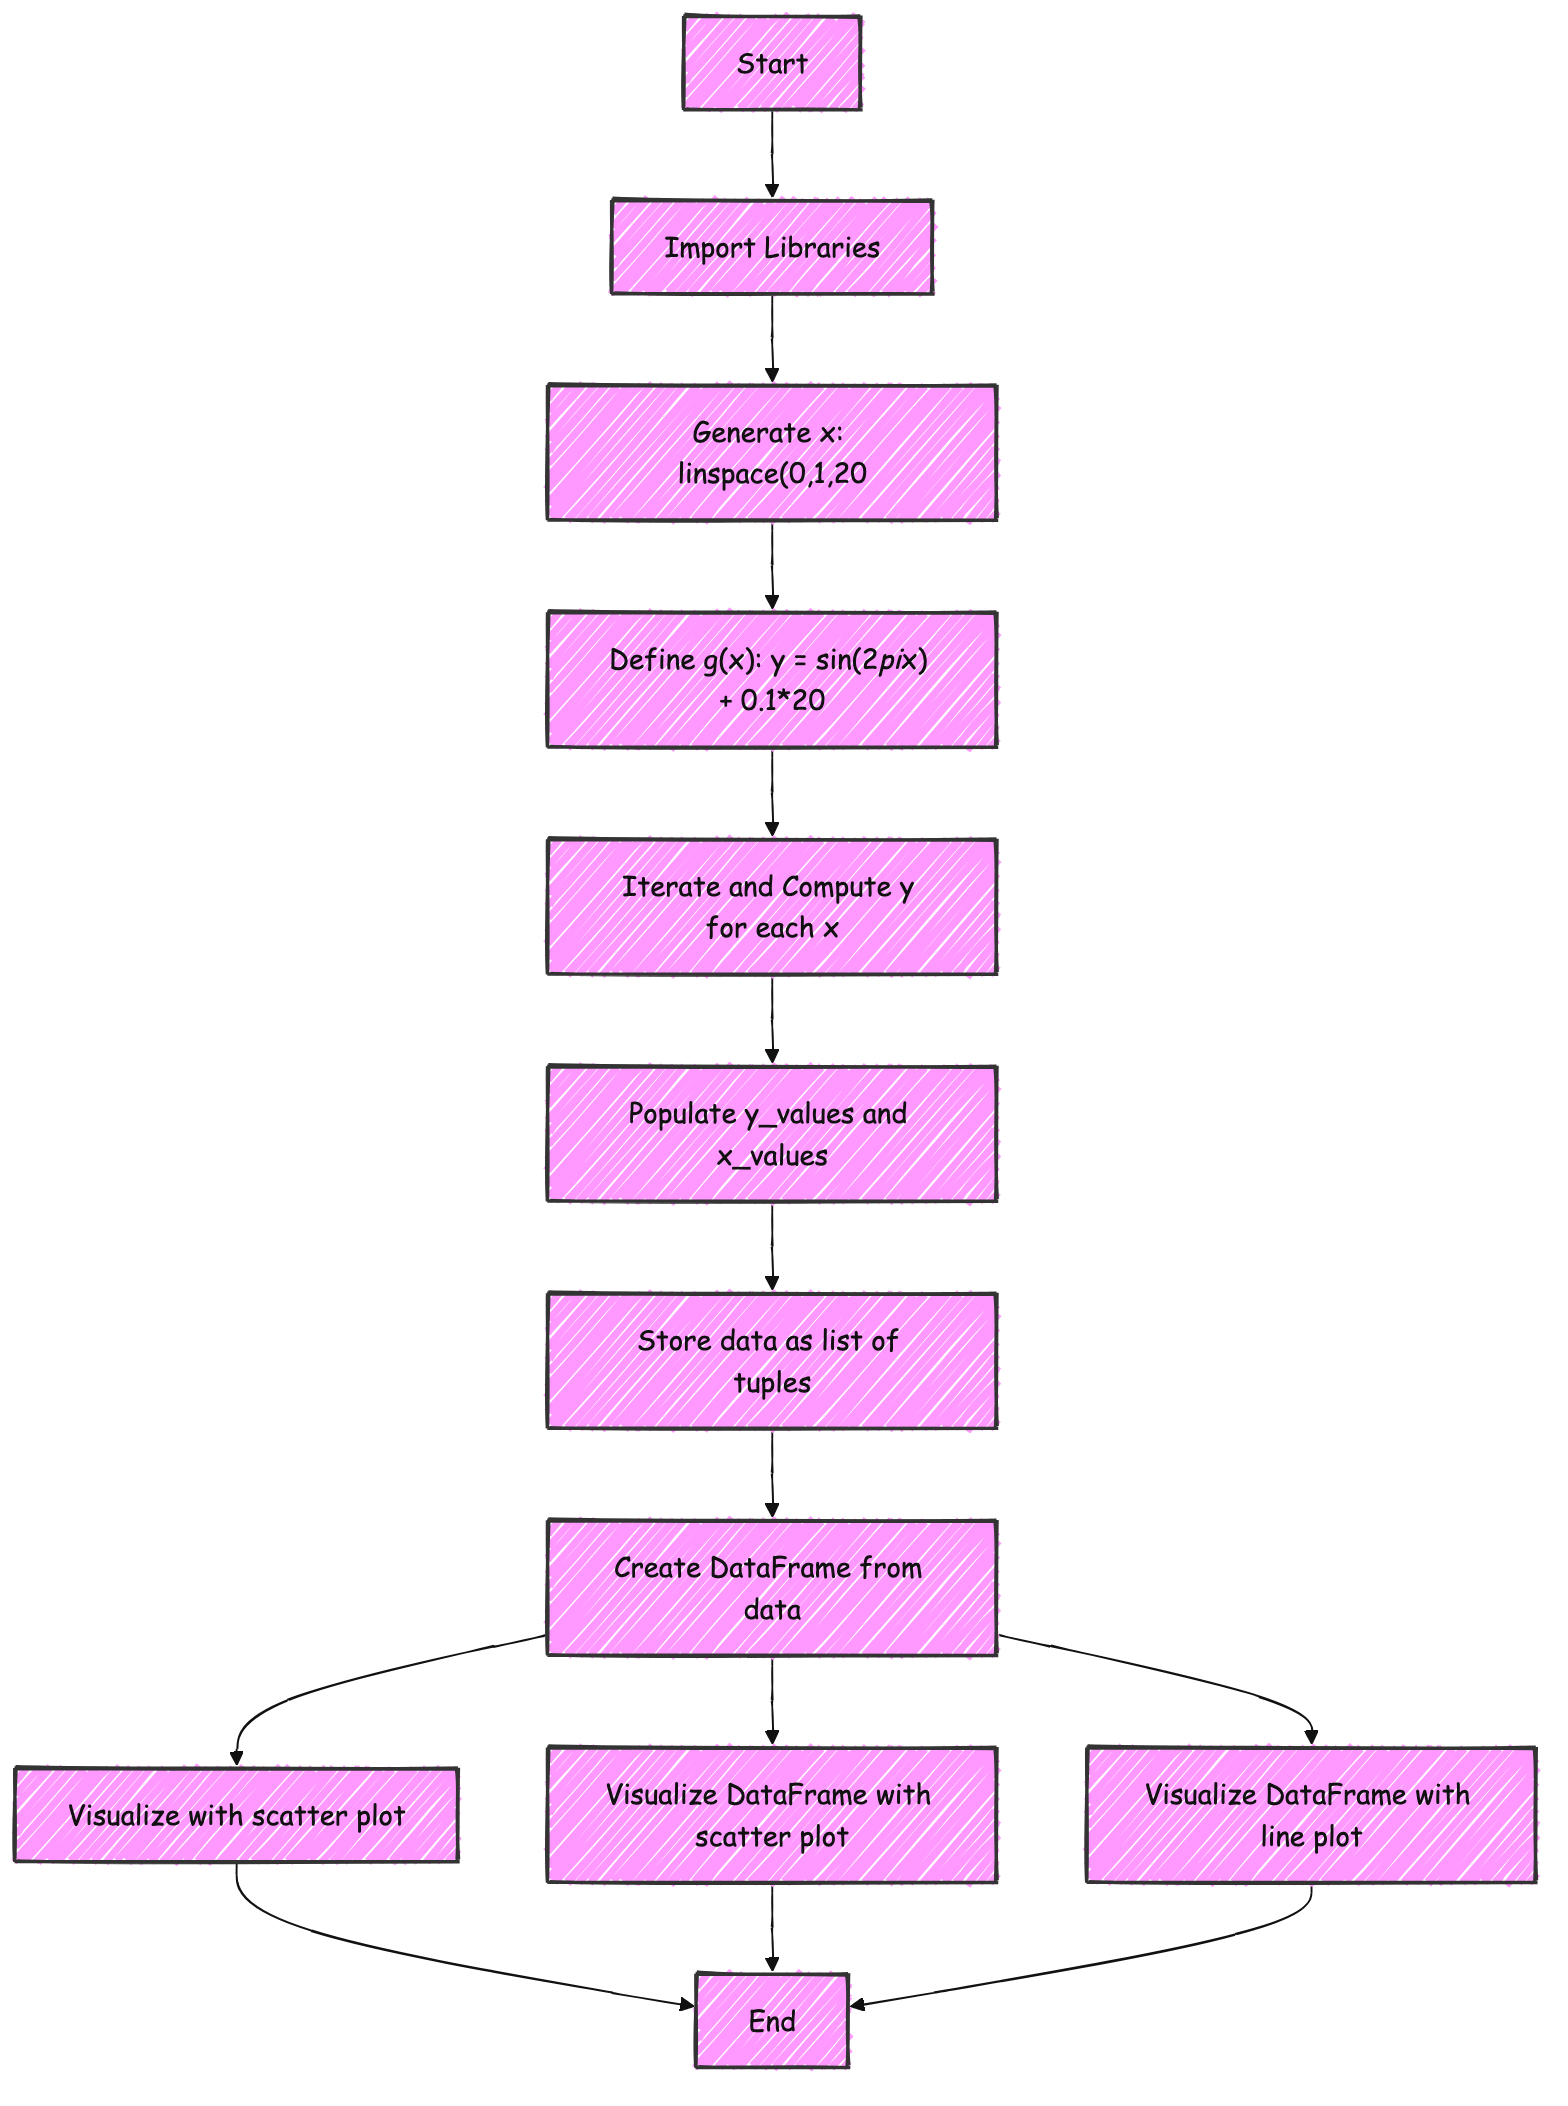 Start
Import Libraries
Generate x:
linspace(0,1,20
Define g(x): y = sin(2pix)
+ 0.1*20
Iterate and Compute y
for each x
Populate y_values and
x_values
Store data as list of
tuples
Create DataFrame from
data
Visualize with scatter plot
Visualize DataFrame with
scatter plot
Visualize DataFrame with
line plot
End